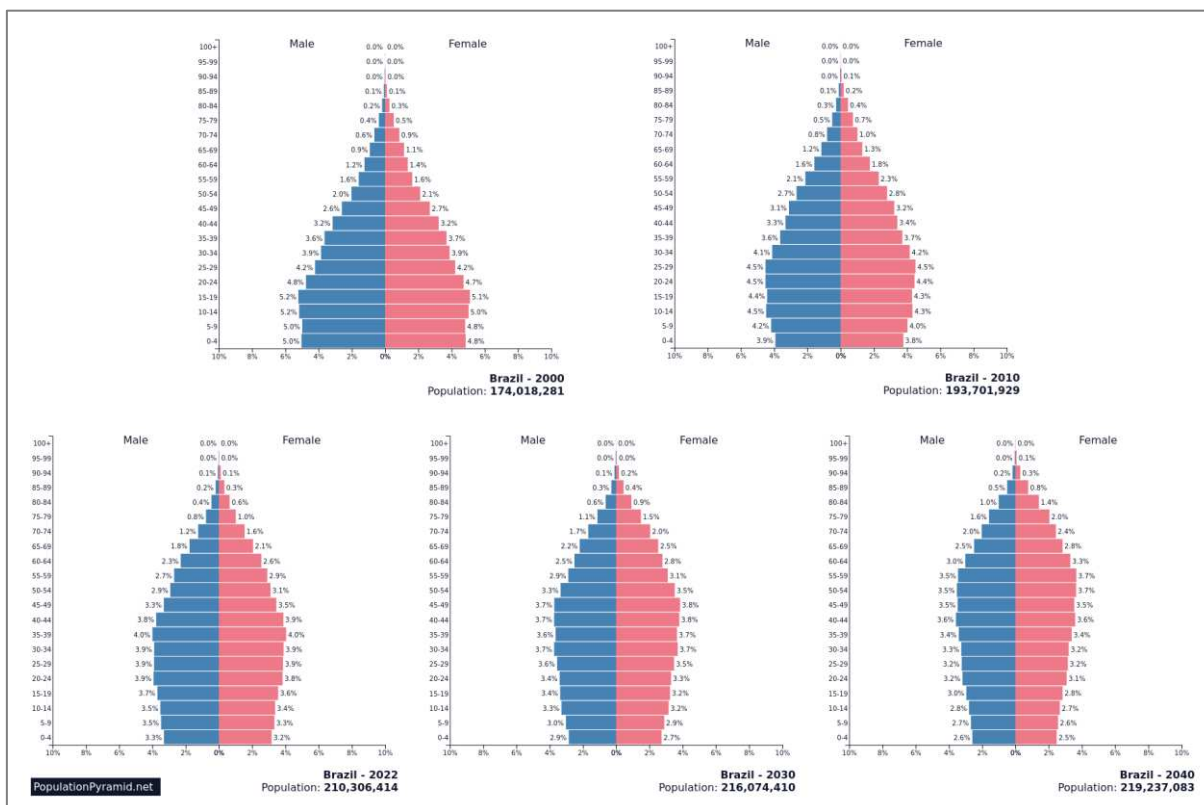 Male Female
100+ 0.0% 0.0%
95-99 0.0% 0.0%
90-94 0.0% 0.0%
85-89 0.1% 0.1%
80-84 0.2% 0.3%
75-79 0.4% 0.5%
70-74 0.6% 0.9%
65-69 0.9% 1.1%
60-64 1.2% 1.4%
55-59 1.6% 1.6%
50-54 2.0% 2.1%
45-49 2.6% 2.7%
40-44 3.2% 3.2%
35-39 3.6% 3.7%
30-34 3.9% 3.9%
25-29 4.2% 4.2%
20-24 4.8% 4.7%
15-19 5.2% 5.1%
10-14 5.2% 5.0%
5-9 5.0% 4.8%
0-4 5.0% 4.8%
10% 8% 6% 4% 2% 0% 2% 4% 6% 8% 10%
Brazil - 2000
Population: 174,018,281
Male Female
100+ 0.0% 0.0%
95-99 0.0% 0.0%
90-94 0.0% 0.1%
85-89 0.1% 0.2%
80-84 0.3% 0.4%
75-79 0.5% 0.7%
70-74 0.8% 1.0%
65-69 1.2% 1.3%
60-64 1.6% 1.8%
55-59 2.1% 2.3%
50-54 2.7% 2.8%
45-49 3.1% 3.2%
40-44 3.3% 3.4%
35-39 3.6% 3.7%
30-34 4.1% 4.2%
25-29 4.5% 4.5%
20-24 4.5% 4.4%
15-19 4.4% 4.3%
10-14 4.5% 4.3%
5-9 4.2% 4.0%
0-4 3.9% 3.8%
10% 8% 6% 4% 2% 0% 2% 4% 6% 8% 10%
Brazil - 2010
Population: 193,701,929
Male Female
100+ 0.0% 0.0%
95-99 0.0% 0.0%
90-94 0.1% 0.1%
85-89 0.2% 0.3%
80-84 0.4% 0.6%
75-79 0.8% 1.0%
70-74 1.2% 1.6%
65-69 1.8% 2.1%
60-64 2.3% 2.6%
55-59 2.7% 2.9%
50-54 2.9% 3.1%
45-49 3.3% 3.5%
40-44 3.8% 3.9%
35-39 4.0% 4.0%
30-34 3.9% 3.9%
25-29 3.9% 3.9%
20-24 3.9% 3.8%
15-19 3.7% 3.6%
10-14 3.5% 3.4%
5-9 3.5% 3.3%
0-4 3.3% 3.2%
10% 8% 6% 4% 2% 0% 2% 4% 6% 8% 10%
Brazil - 2022
Population: 210,306,414
Male Female
100+ 0.0% 0.0%
95-99 0.0% 0.0%
90-94 0.1% 0.2%
85-89 0.3% 0.4%
80-84 0.6% 0.9%
75-79 1.1% 1.5%
70-74 1.7% 2.0%
65-69 2.2% 2.5%
60-64 2.5% 2.8%
55-59 2.9% 3.1%
50-54 3.3% 3.5%
45-49 3.7% 3.8%
40-44 3.7% 3.8%
35-39 3.6% 3.7%
30-34 3.7% 3.7%
25-29 3.6% 3.5%
20-24 3.4% 3.3%
15-19 3.4% 3.2%
10-14 3.3% 3.2%
5-9 3.0% 2.9%
0-4 2.9% 2.7%
10% 8% 6% 4% 2% 0% 2% 4% 6% 8% 10%
Brazil - 2030
Population: 216,074,410
Male Female
100+ 0.0% 0.0%
95-99 0.0% 0.1%
90-94 0.2% 0.3%
85-89 0.5% 0.8%
80-84 1.0% 1.4%
75-79 1.6% 2.0%
70-74 2.0% 2.4%
65-69 2.5% 2.8%
60-64 3.0% 3.3%
55-59 3.5% 3.7%
50-54 3.5% 3.7%
45-49 3.5% 3.5%
40-44 3.6% 3.6%
35-39 3.4% 3.4%
30-34 3.3% 3.2%
25-29 3.2% 3.2%
20-24 3.2% 3.1%
15-19 3.0% 2.8%
10-14 2.8% 2.7%
5-9 2.7% 2.6%
0-4 2.6% 2.5%
10% 8% 6% 4% 2% 0% 2% 4% 6% 8% 10%
Brazil - 2040
Population: 219,237,083
PopulationPyramid.net